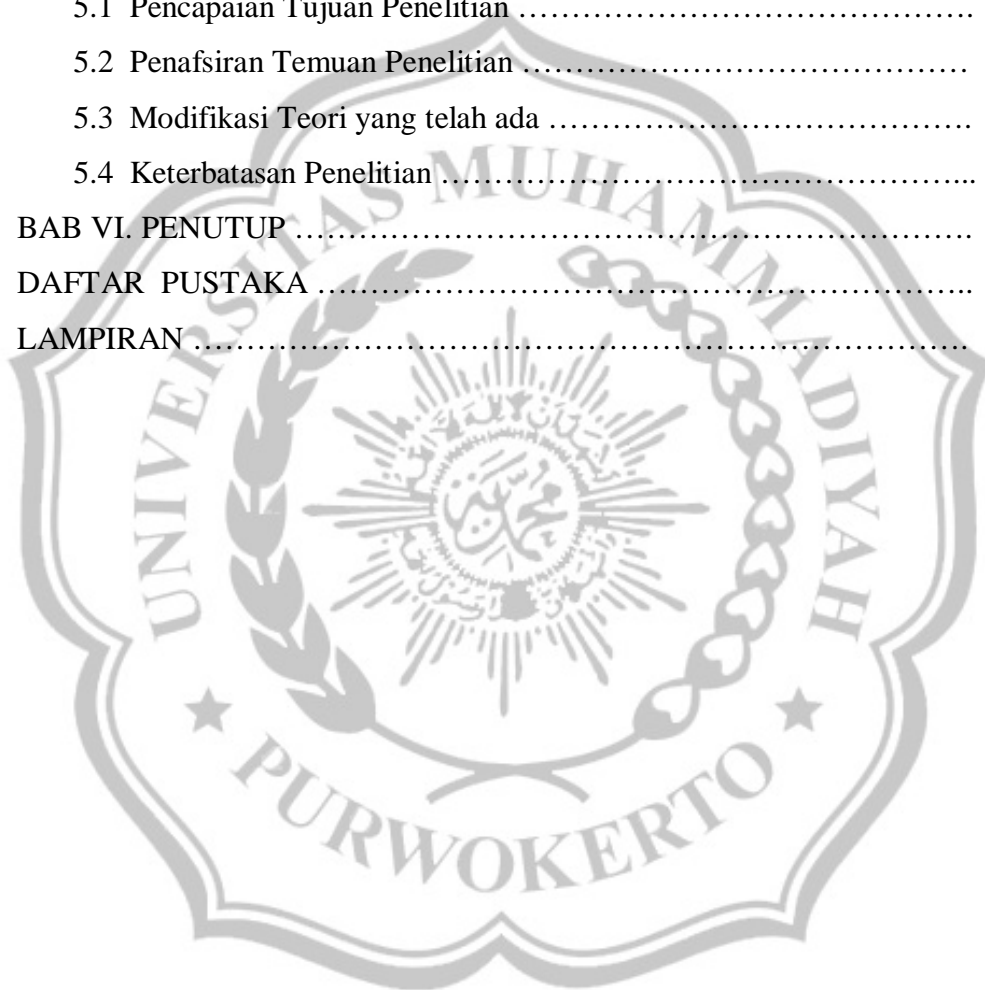 5.1 Pencapaian Tujuan Penelitian …………………………………….
5.2 Penafsiran Temuan Penelitian ……………………………………
5.3 Modifikasi Teori yang telah ada ………………………………….
5.4 Keterbatasan Penelitian …………………………………………...
BAB VI. PENUTUP ……………………………………………………….
DAFTAR PUSTAKA ……………………………………………………..
LAMPIRAN ……………………………………………………………….
UNIVERSITAS MUHAMMADIYAH
محمدية
PURWOKERTO